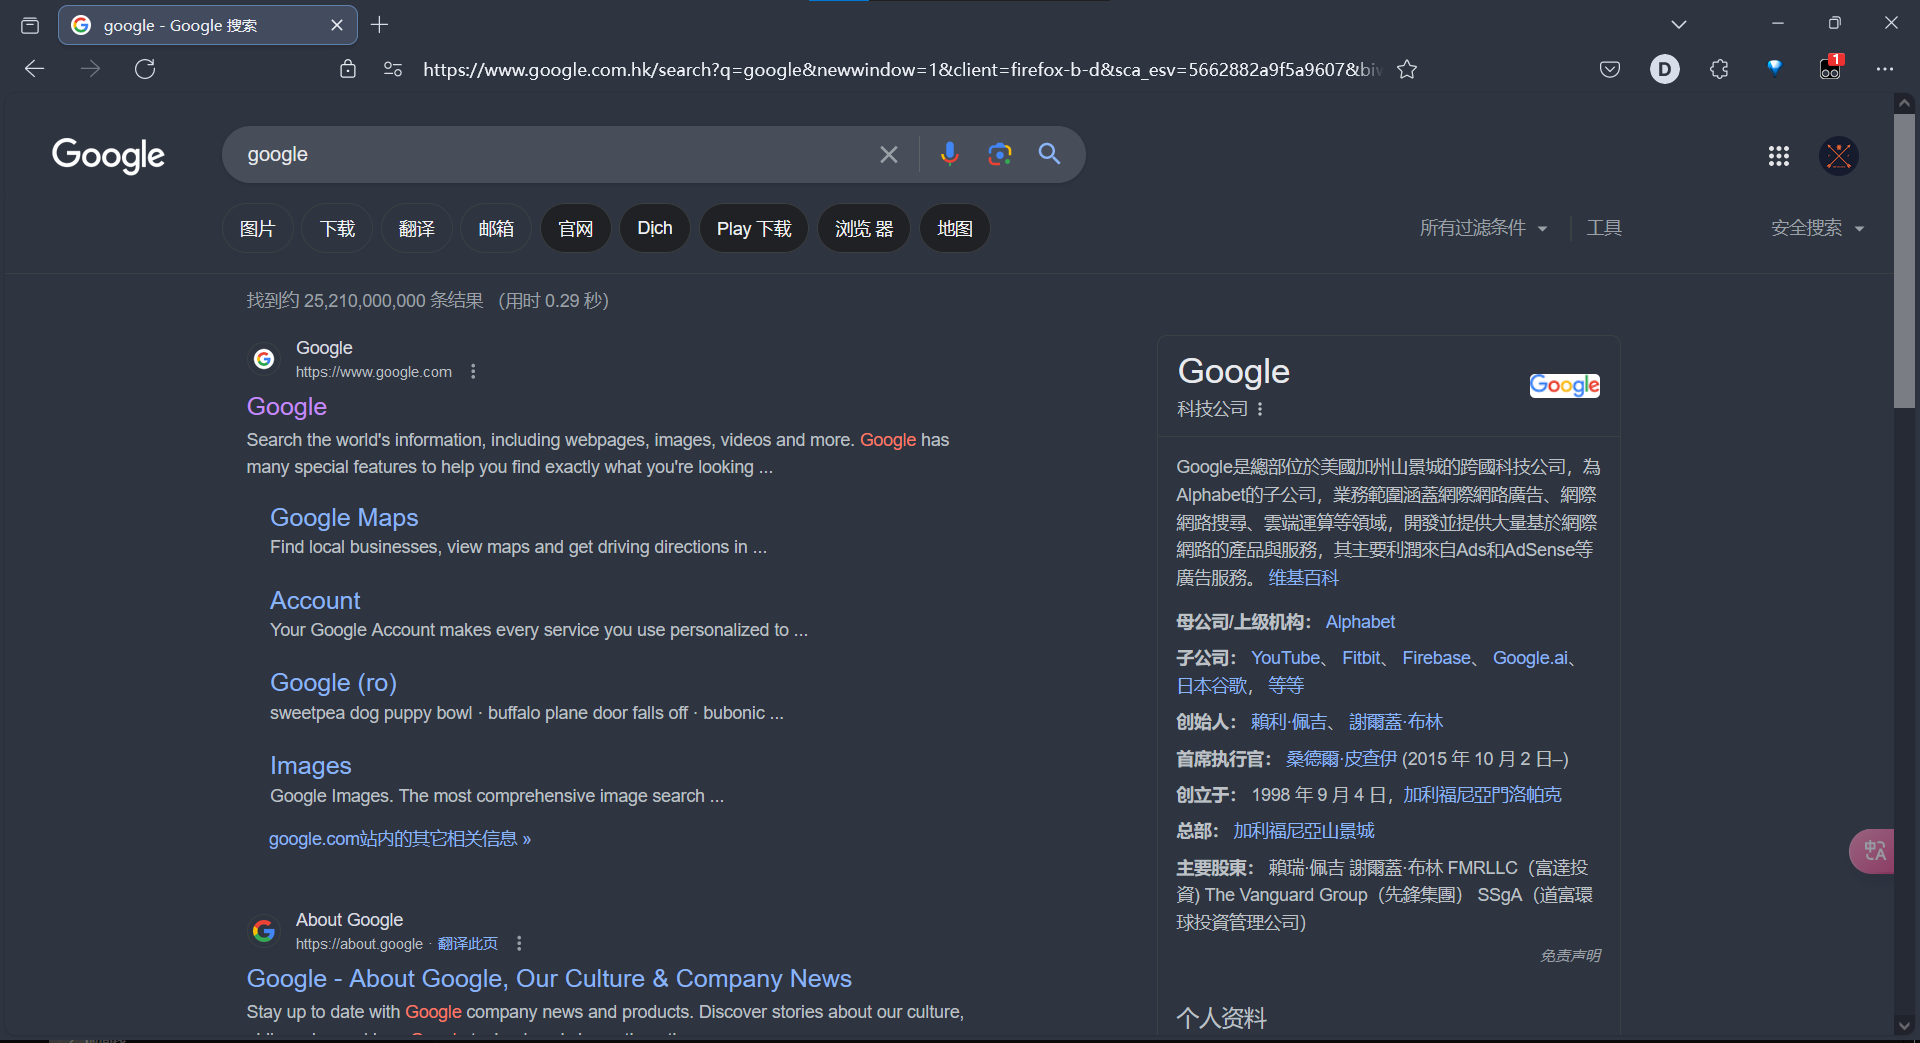 google - Google 搜索
https://www.google.com.hk/search?q=google&newwindow=1&client=firefox-b-d&sca_esv=5662882a9f5a9607&bi
D
1
Google
google
图片
下载
翻译
邮箱
官网
Dịch
Play 下载
浏览 器
地图
所有过滤条件
工具
安全搜索
找到约 25,210,000,000 条结果 （用时 0.29 秒）
Google
https://www.google.com
Google
Search the world's information, including webpages, images, videos and more. Google has
many special features to help you find exactly what you're looking ...
Google Maps
Find local businesses, view maps and get driving directions in ...
Account
Your Google Account makes every service you use personalized to ...
Google (ro)
sweetpea dog puppy bowl · buffalo plane door falls off · bubonic ...
Images
Google Images. The most comprehensive image search ...
google.com站内的其它相关信息 »
About Google
https://about.google · 翻译此页
Google - About Google, Our Culture & Company News
Stay up to date with Google company news and products. Discover stories about our culture,
Google
Google
科技公司
Google是總部位於美國加州山景城的跨國科技公司，為
Alphabet的子公司，業務範圍涵蓋網際網路廣告、網際
網路搜尋、雲端運算等領域，開發並提供大量基於網際
網路的產品與服務，其主要利潤來自Ads和AdSense等
廣告服務。 维基百科
母公司/上级机构： Alphabet
子公司： YouTube、 Fitbit、 Firebase、 Google.ai、
日本谷歌， 等等
创始人： 賴利·佩吉、 謝爾蓋·布林
首席执行官： 桑德爾·皮查伊 (2015 年 10 月 2 日–)
创立于： 1998 年 9 月 4 日，加利福尼亞門洛帕克
总部： 加利福尼亞山景城
主要股東： 賴瑞·佩吉 謝爾蓋·布林 FMRLLC（富達投
資) The Vanguard Group（先鋒集團） SSgA（道富環
球投資管理公司)
免责声明
个人资料
中A